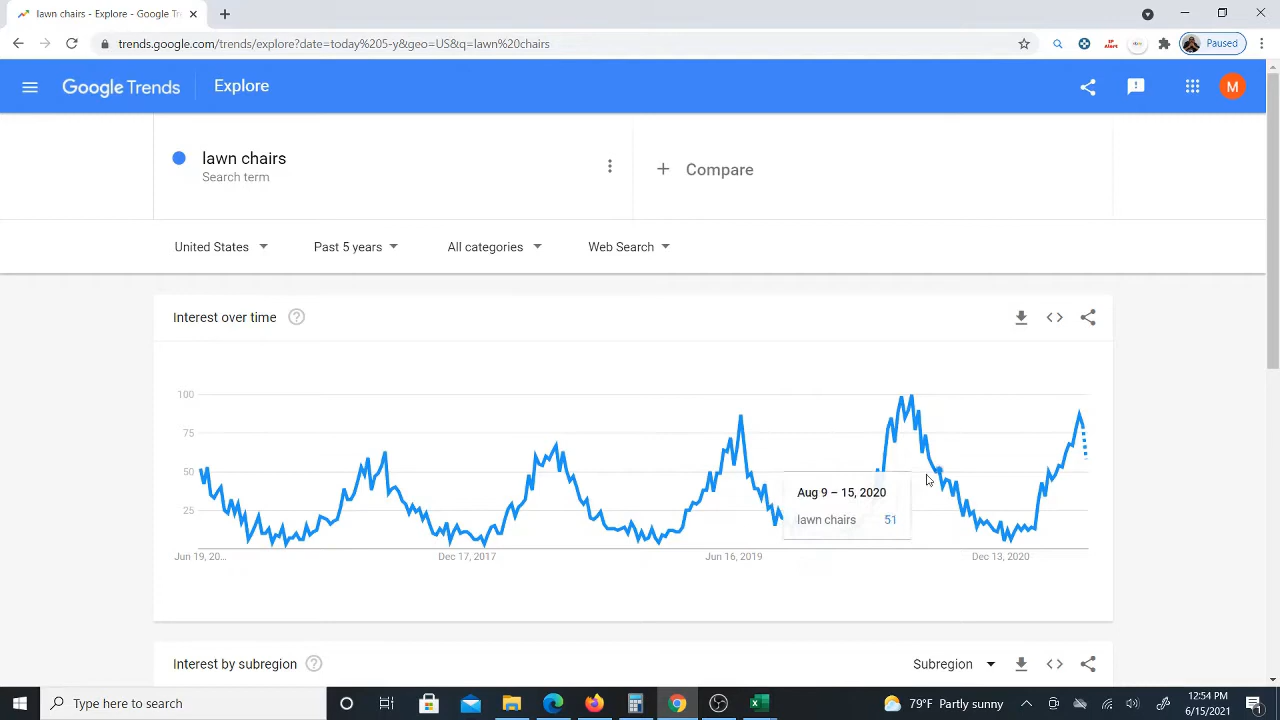 lawn chairs - Explore - Google Tr
trends.google.com/trends/explore?date=today%205-y&geo=US&q=lawn%20chairs
Paused
Google Trends
Explore
M
lawn chairs
Search term
+ Compare
United States
Past 5 years
All categories
Web Search
Interest over time
100
75
50
25
Aug 9 – 15, 2020
lawn chairs 51
Jun 19, 20...
Dec 17, 2017
Jun 16, 2019
Dec 13, 2020
Interest by subregion
Subregion
Type here to search
79°F Partly sunny
12:54 PM
6/15/2021